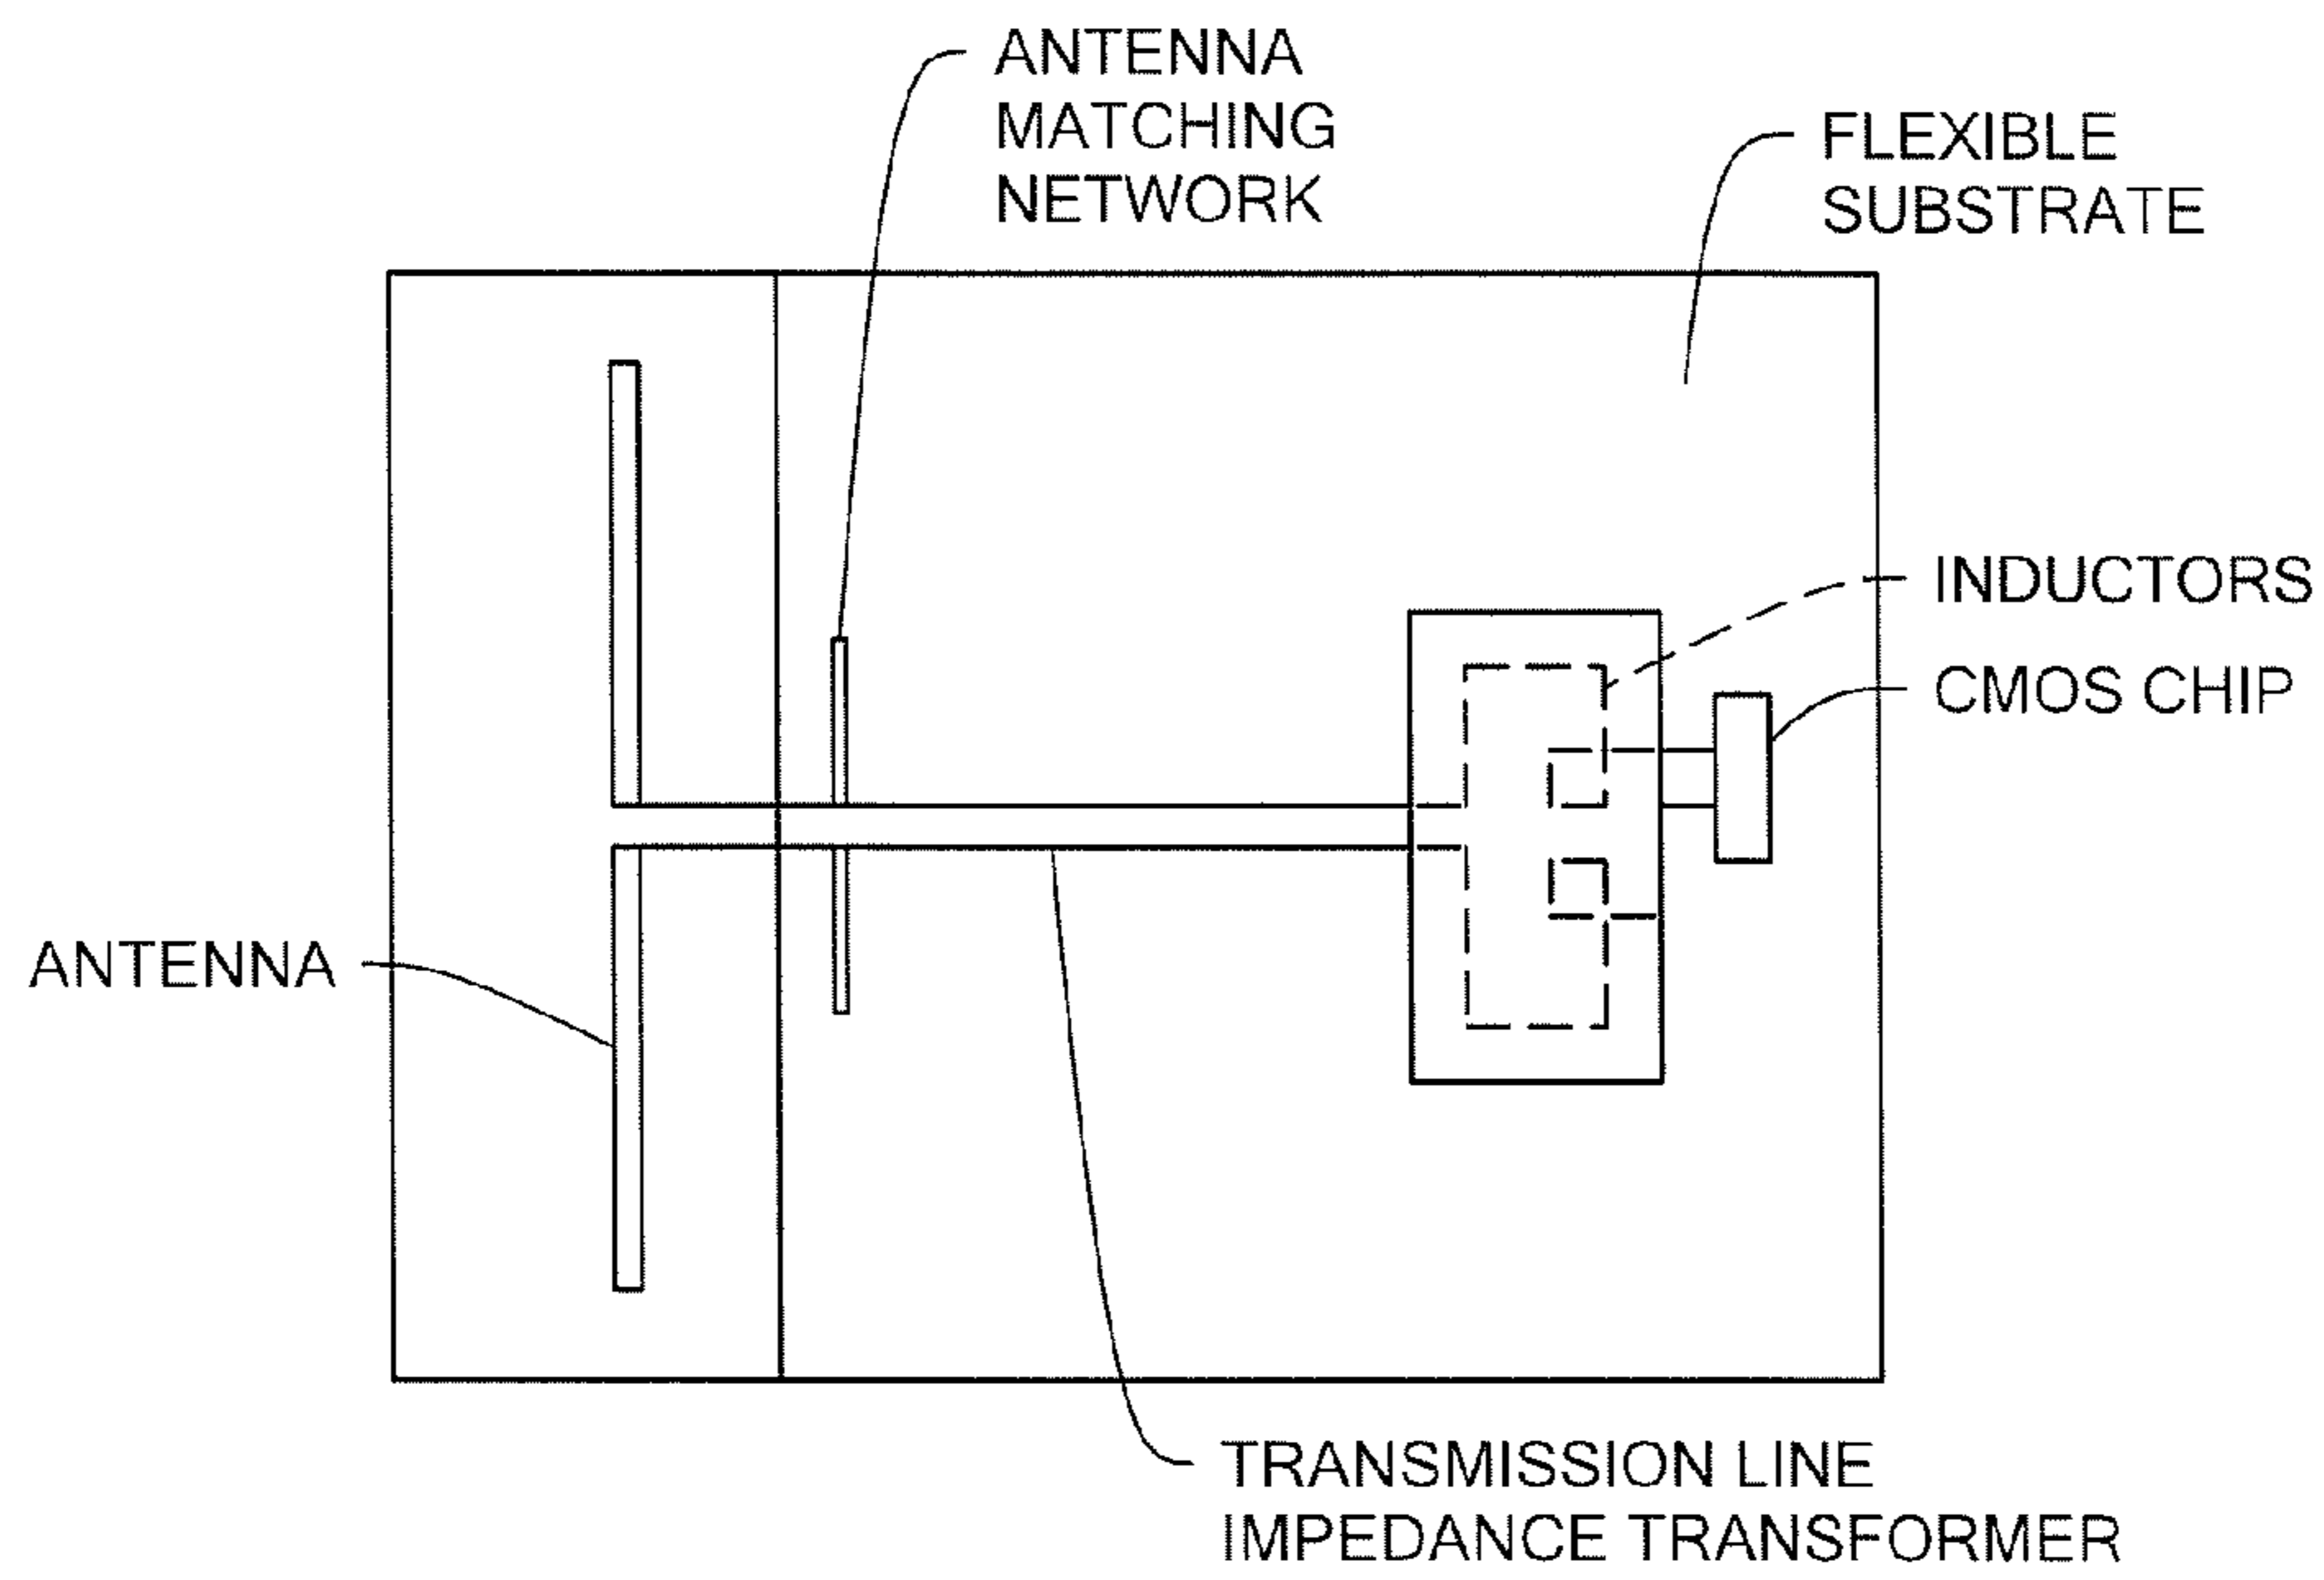 ANTENNA
MATCHING
NETWORK
FLEXIBLE
SUBSTRATE
INDUCTORS
CMOS CHIP
ANTENNA
TRANSMISSION LINE
IMPEDANCE TRANSFORMER